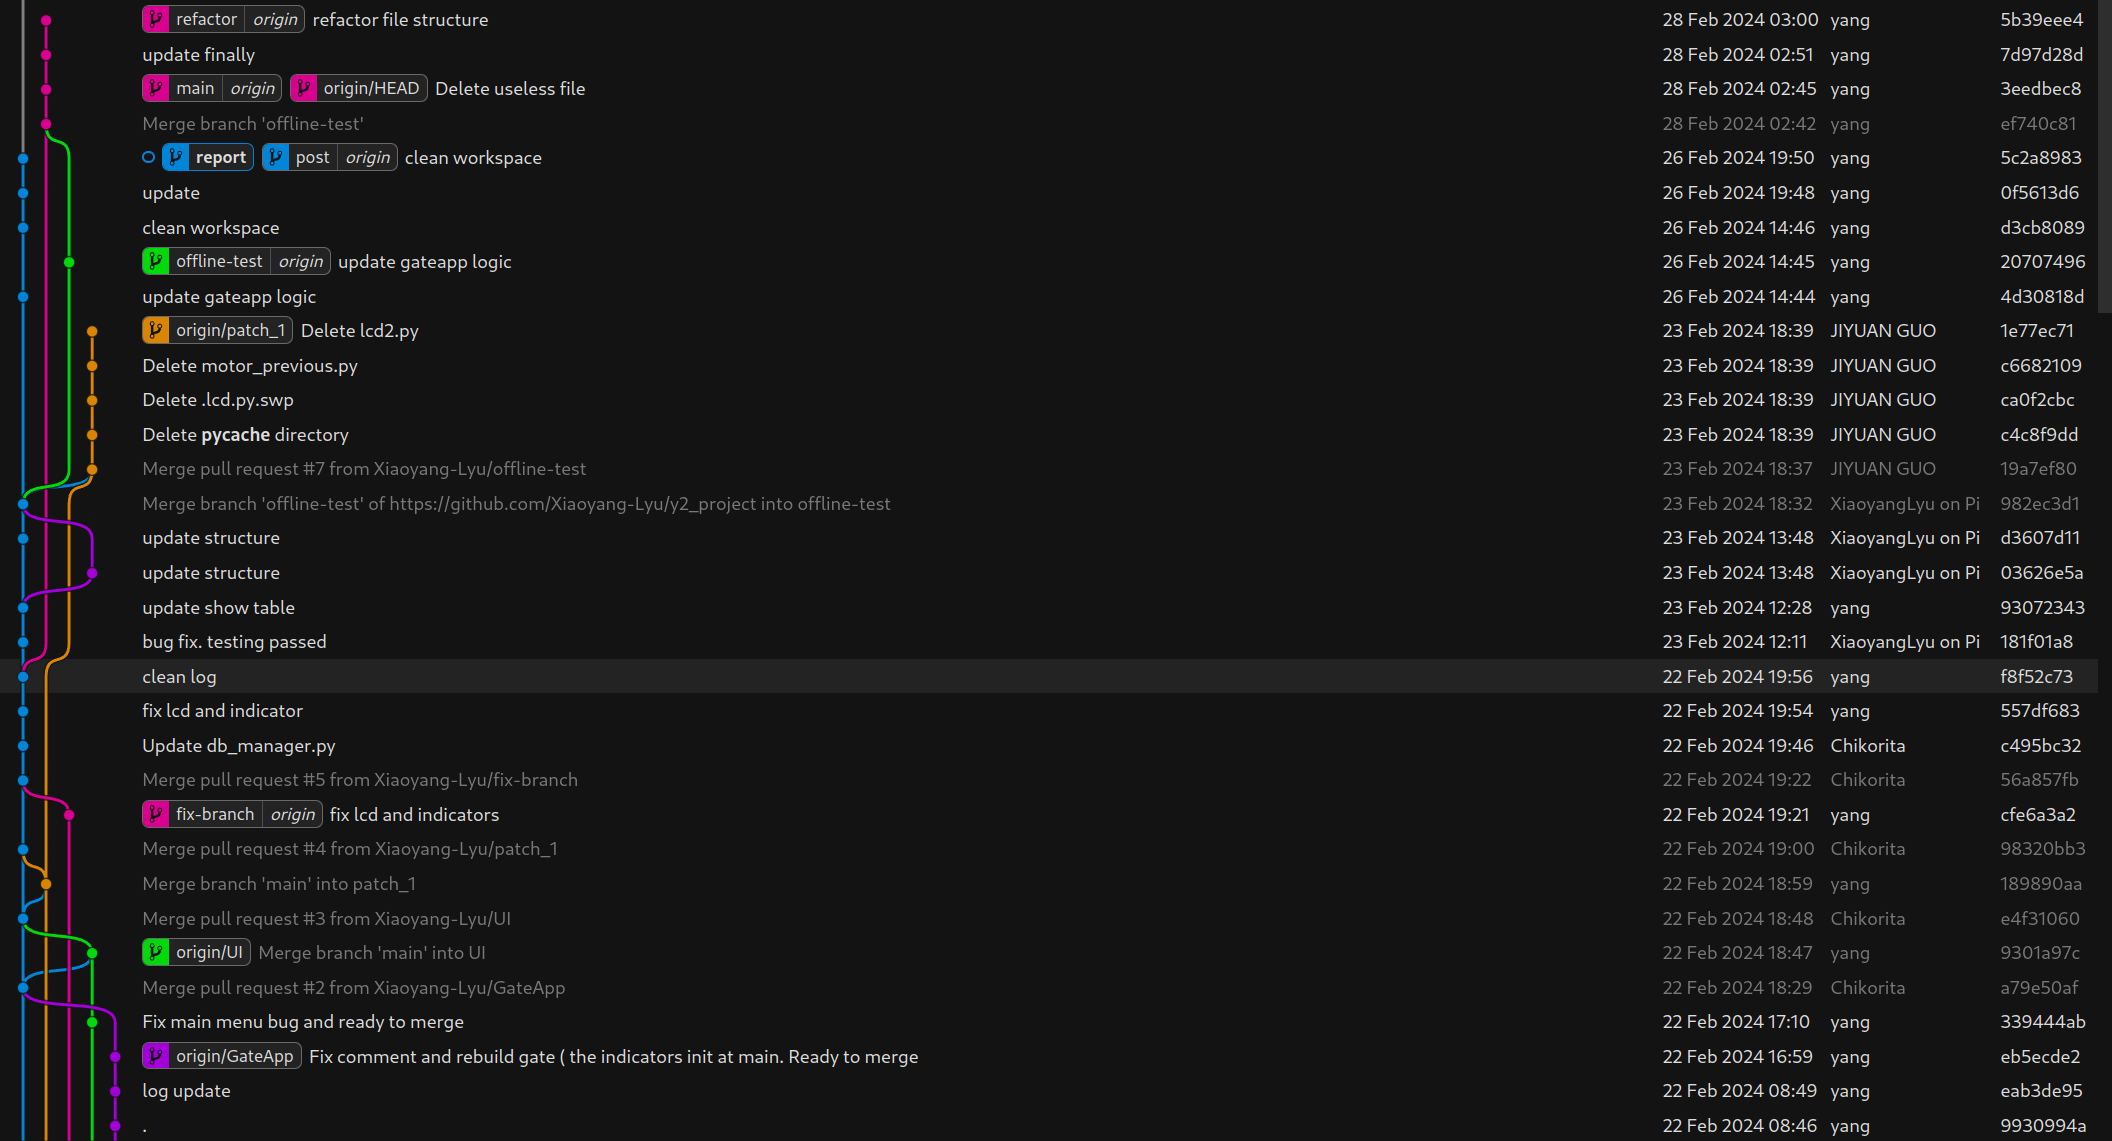 refactor origin refactor file structure 28 Feb 2024 03:00 yang 5b39eee4
update finally 28 Feb 2024 02:51 yang 7d97d28d
main origin origin/HEAD Delete useless file 28 Feb 2024 02:45 yang 3eedbec8
Merge branch 'offline-test' 28 Feb 2024 02:42 yang ef740c81
report post origin clean workspace 26 Feb 2024 19:50 yang 5c2a8983
update 26 Feb 2024 19:48 yang 0f5613d6
clean workspace 26 Feb 2024 14:46 yang d3cb8089
offline-test origin update gateapp logic 26 Feb 2024 14:45 yang 20707496
update gateapp logic 26 Feb 2024 14:44 yang 4d30818d
origin/patch_1 Delete lcd2.py 23 Feb 2024 18:39 JIYUAN GUO 1e77ec71
Delete motor_previous.py 23 Feb 2024 18:39 JIYUAN GUO c6682109
Delete .lcd.py.swp 23 Feb 2024 18:39 JIYUAN GUO ca0f2cbc
Delete pycache directory 23 Feb 2024 18:39 JIYUAN GUO c4c8f9dd
Merge pull request #7 from Xiaoyang-Lyu/offline-test 23 Feb 2024 18:37 JIYUAN GUO 19a7ef80
Merge branch 'offline-test' of https://github.com/Xiaoyang-Lyu/y2_project into offline-test 23 Feb 2024 18:32 XiaoyangLyu on Pi 982ec3d1
update structure 23 Feb 2024 13:48 XiaoyangLyu on Pi d3607d11
update structure 23 Feb 2024 13:48 XiaoyangLyu on Pi 03626e5a
update show table 23 Feb 2024 12:28 yang 93072343
bug fix. testing passed 23 Feb 2024 12:11 XiaoyangLyu on Pi 181f01a8
clean log 22 Feb 2024 19:56 yang f8f52c73
fix lcd and indicator 22 Feb 2024 19:54 yang 557df683
Update db_manager.py 22 Feb 2024 19:46 Chikorita c495bc32
Merge pull request #5 from Xiaoyang-Lyu/fix-branch 22 Feb 2024 19:22 Chikorita 56a857fb
fix-branch origin fix lcd and indicators 22 Feb 2024 19:21 yang cfe6a3a2
Merge pull request #4 from Xiaoyang-Lyu/patch_1 22 Feb 2024 19:00 Chikorita 98320bb3
Merge branch 'main' into patch_1 22 Feb 2024 18:59 yang 189890aa
Merge pull request #3 from Xiaoyang-Lyu/UI 22 Feb 2024 18:48 Chikorita e4f31060
origin/UI Merge branch 'main' into UI 22 Feb 2024 18:47 yang 9301a97c
Merge pull request #2 from Xiaoyang-Lyu/GateApp 22 Feb 2024 18:29 Chikorita a79e50af
Fix main menu bug and ready to merge 22 Feb 2024 17:10 yang 339444ab
origin/GateApp Fix comment and rebuild gate ( the indicators init at main. Ready to merge 22 Feb 2024 16:59 yang eb5ecde2
log update 22 Feb 2024 08:49 yang eab3de95
. 22 Feb 2024 08:46 yang 9930994a